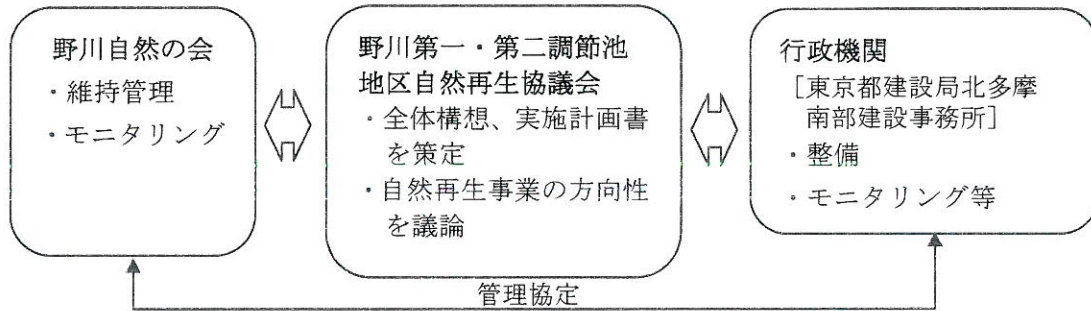 野川自然の会
・維持管理
・モニタリング
野川第一・第二調節池
地区自然再生協議会
・全体構想、実施計画書
を策定
・自然再生事業の方向性
を議論
行政機関
[東京都建設局北多摩
南部建設事務所]
・整備
・モニタリング等
管理協定